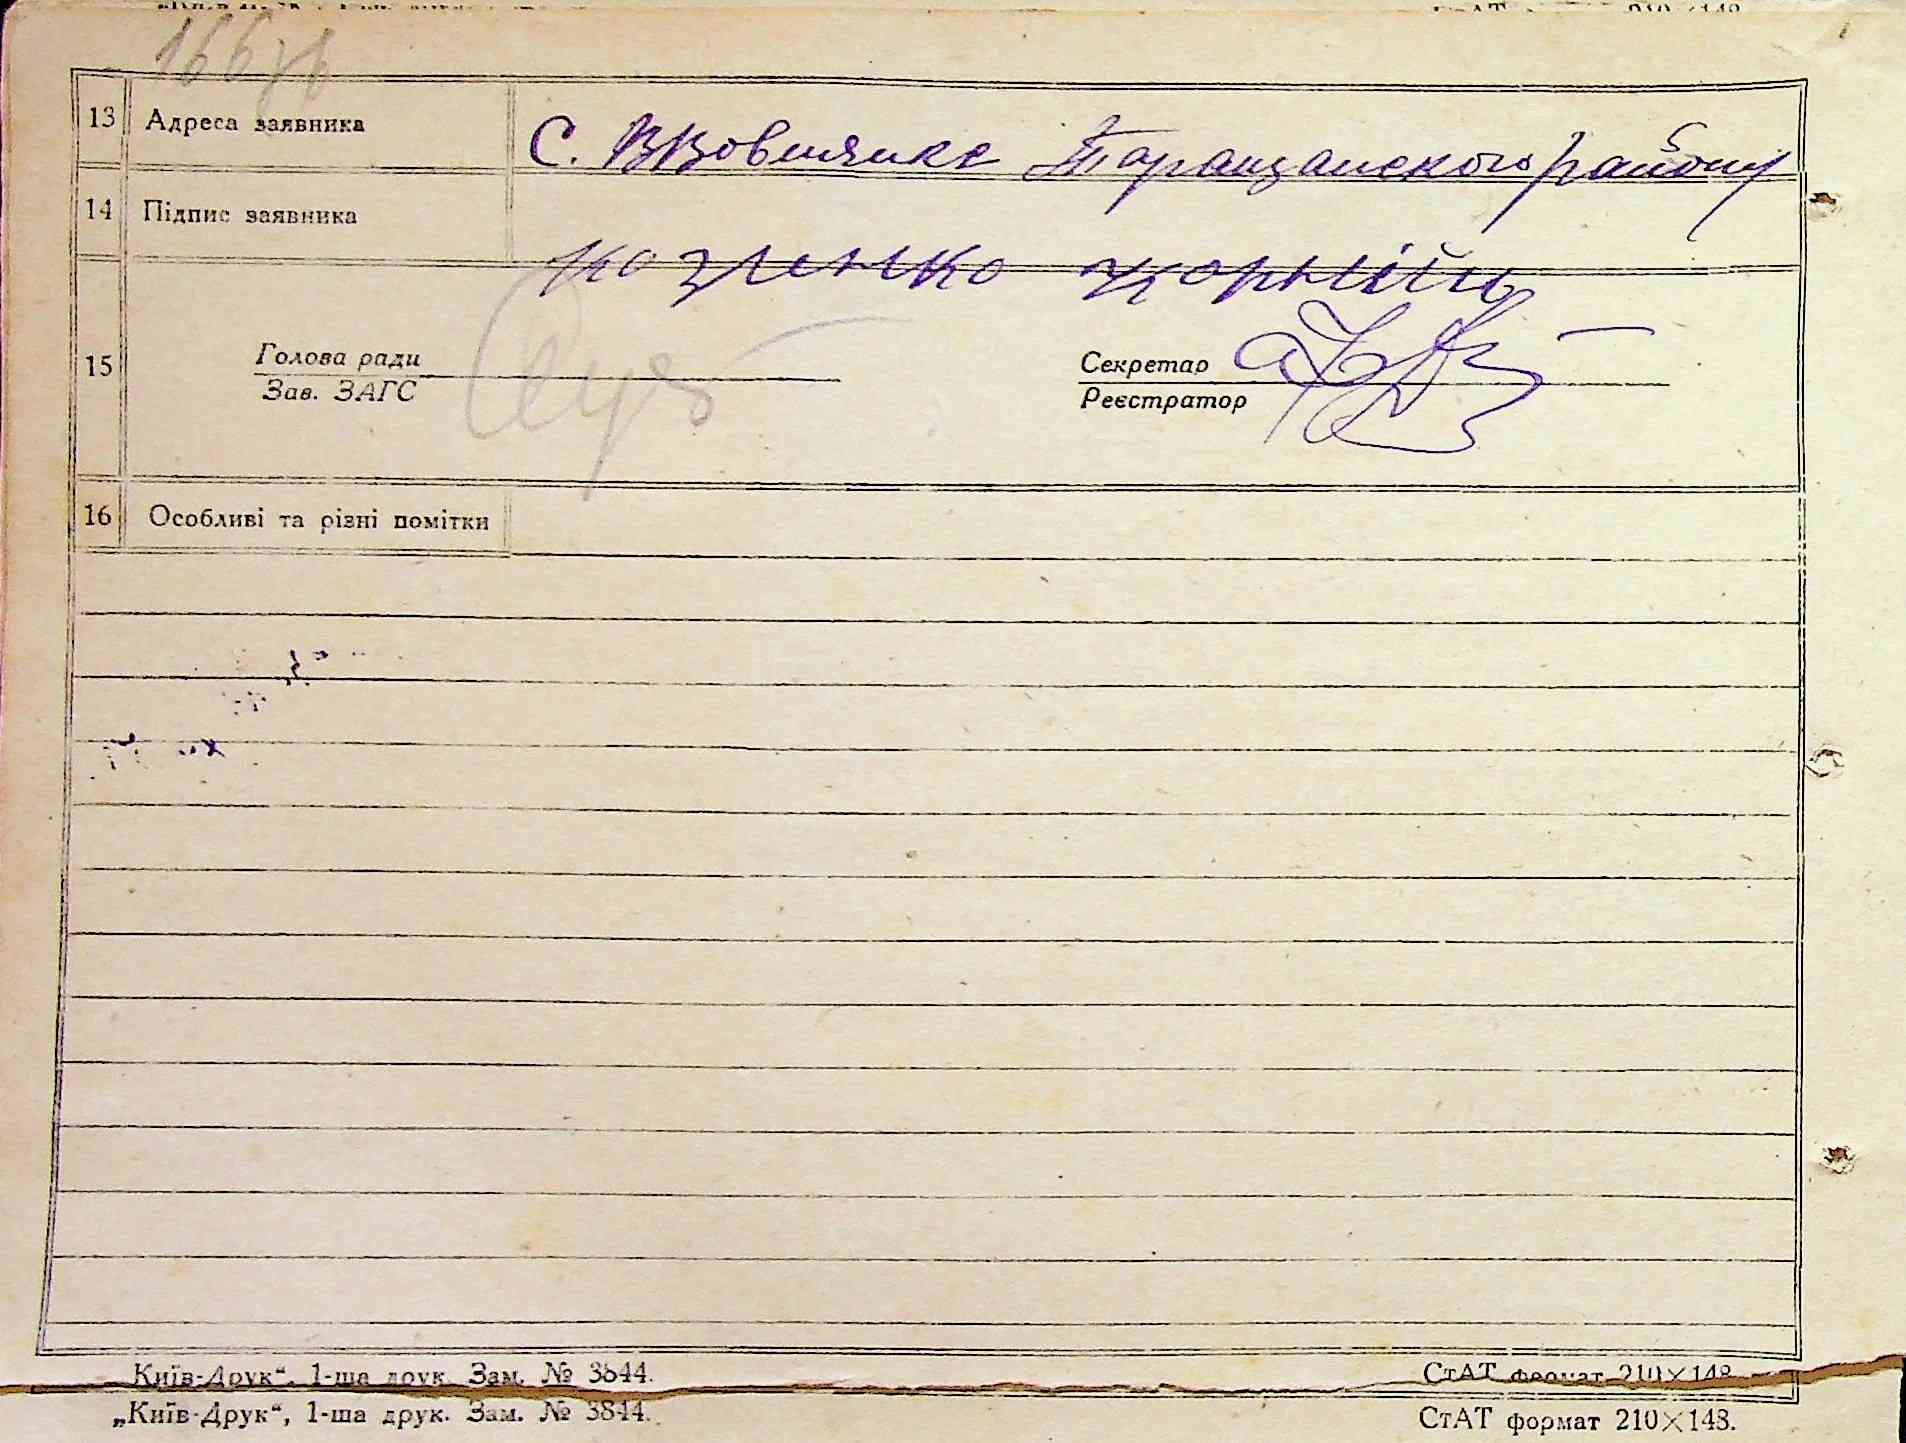 166зв
13 Адреса заявника С. ВВовнянке Таращанського району
14 Підпис заявника Козленко Корній
15 Голова ради Секретар
Зав. ЗАГС Реєстратор
16 Особливі та різні помітки
Київ-Друк“, 1-ша друк. Зам. № 3844. СтАТ формат 210×148.
„Київ-Друк“, 1-ша друк. Зам. № 3844. СтАТ формат 210×148.